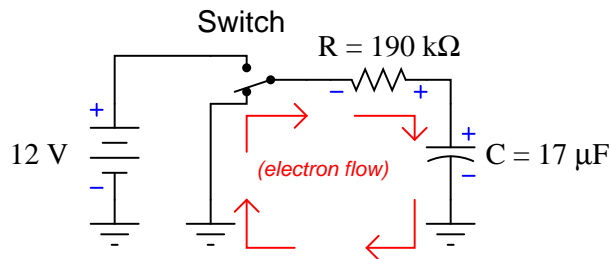 Switch
R = 190 kΩ
− +
+
12 V
−
(electron flow)
+
C = 17 μF
−